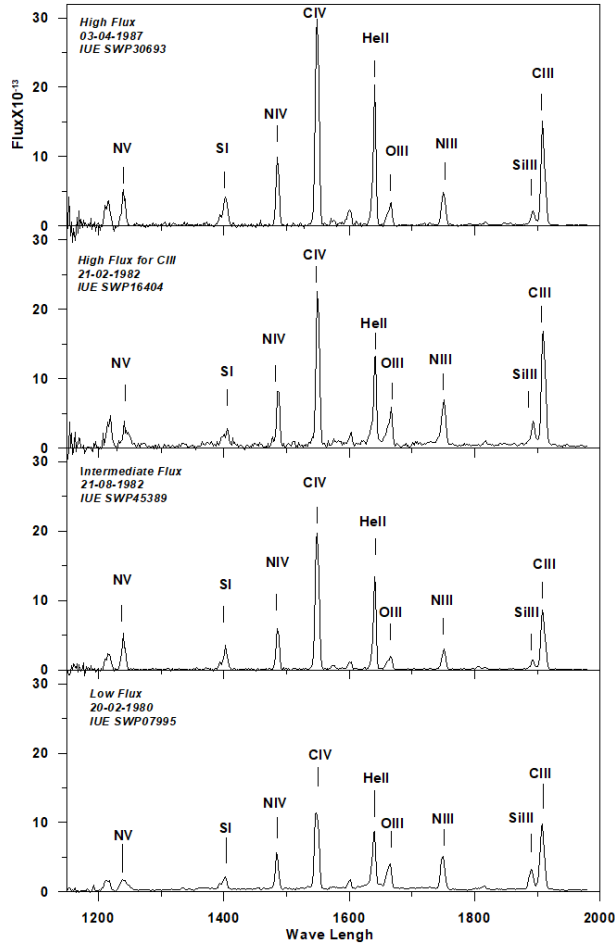 High Flux
03-04-1987
IUE SWP30693
FluxX10⁻¹³
30
20
10
0
NV
SI
NIV
CIV
HeII
OIII
NIII
SiIII
CIII
High Flux for CIII
21-02-1982
IUE SWP16404
30
20
10
0
NV
SI
NIV
CIV
HeII
OIII
NIII
SiIII
CIII
Intermediate Flux
21-08-1982
IUE SWP45389
30
20
10
0
NV
SI
NIV
CIV
HeII
OIII
NIII
SiIII
CIII
Low Flux
20-02-1980
IUE SWP07995
30
20
10
0
NV
SI
NIV
CIV
HeII
OIII
NIII
SiIII
CIII
1200 1400 1600 1800 2000
Wave Lengh